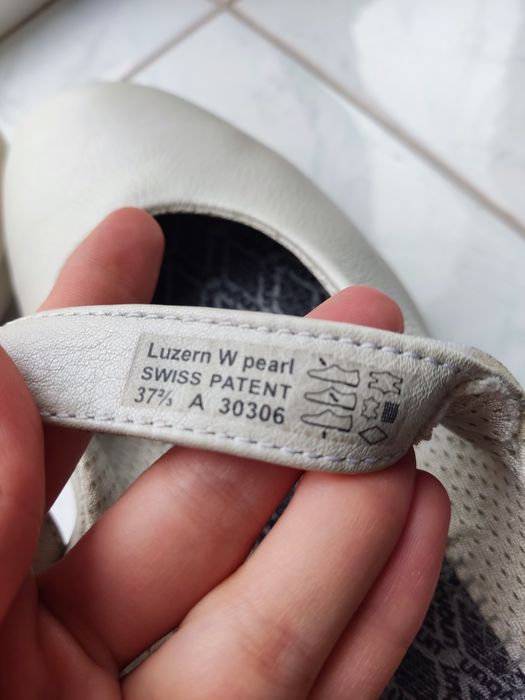 Luzern W pearl
SWISS PATENT
37⅔ A 30306